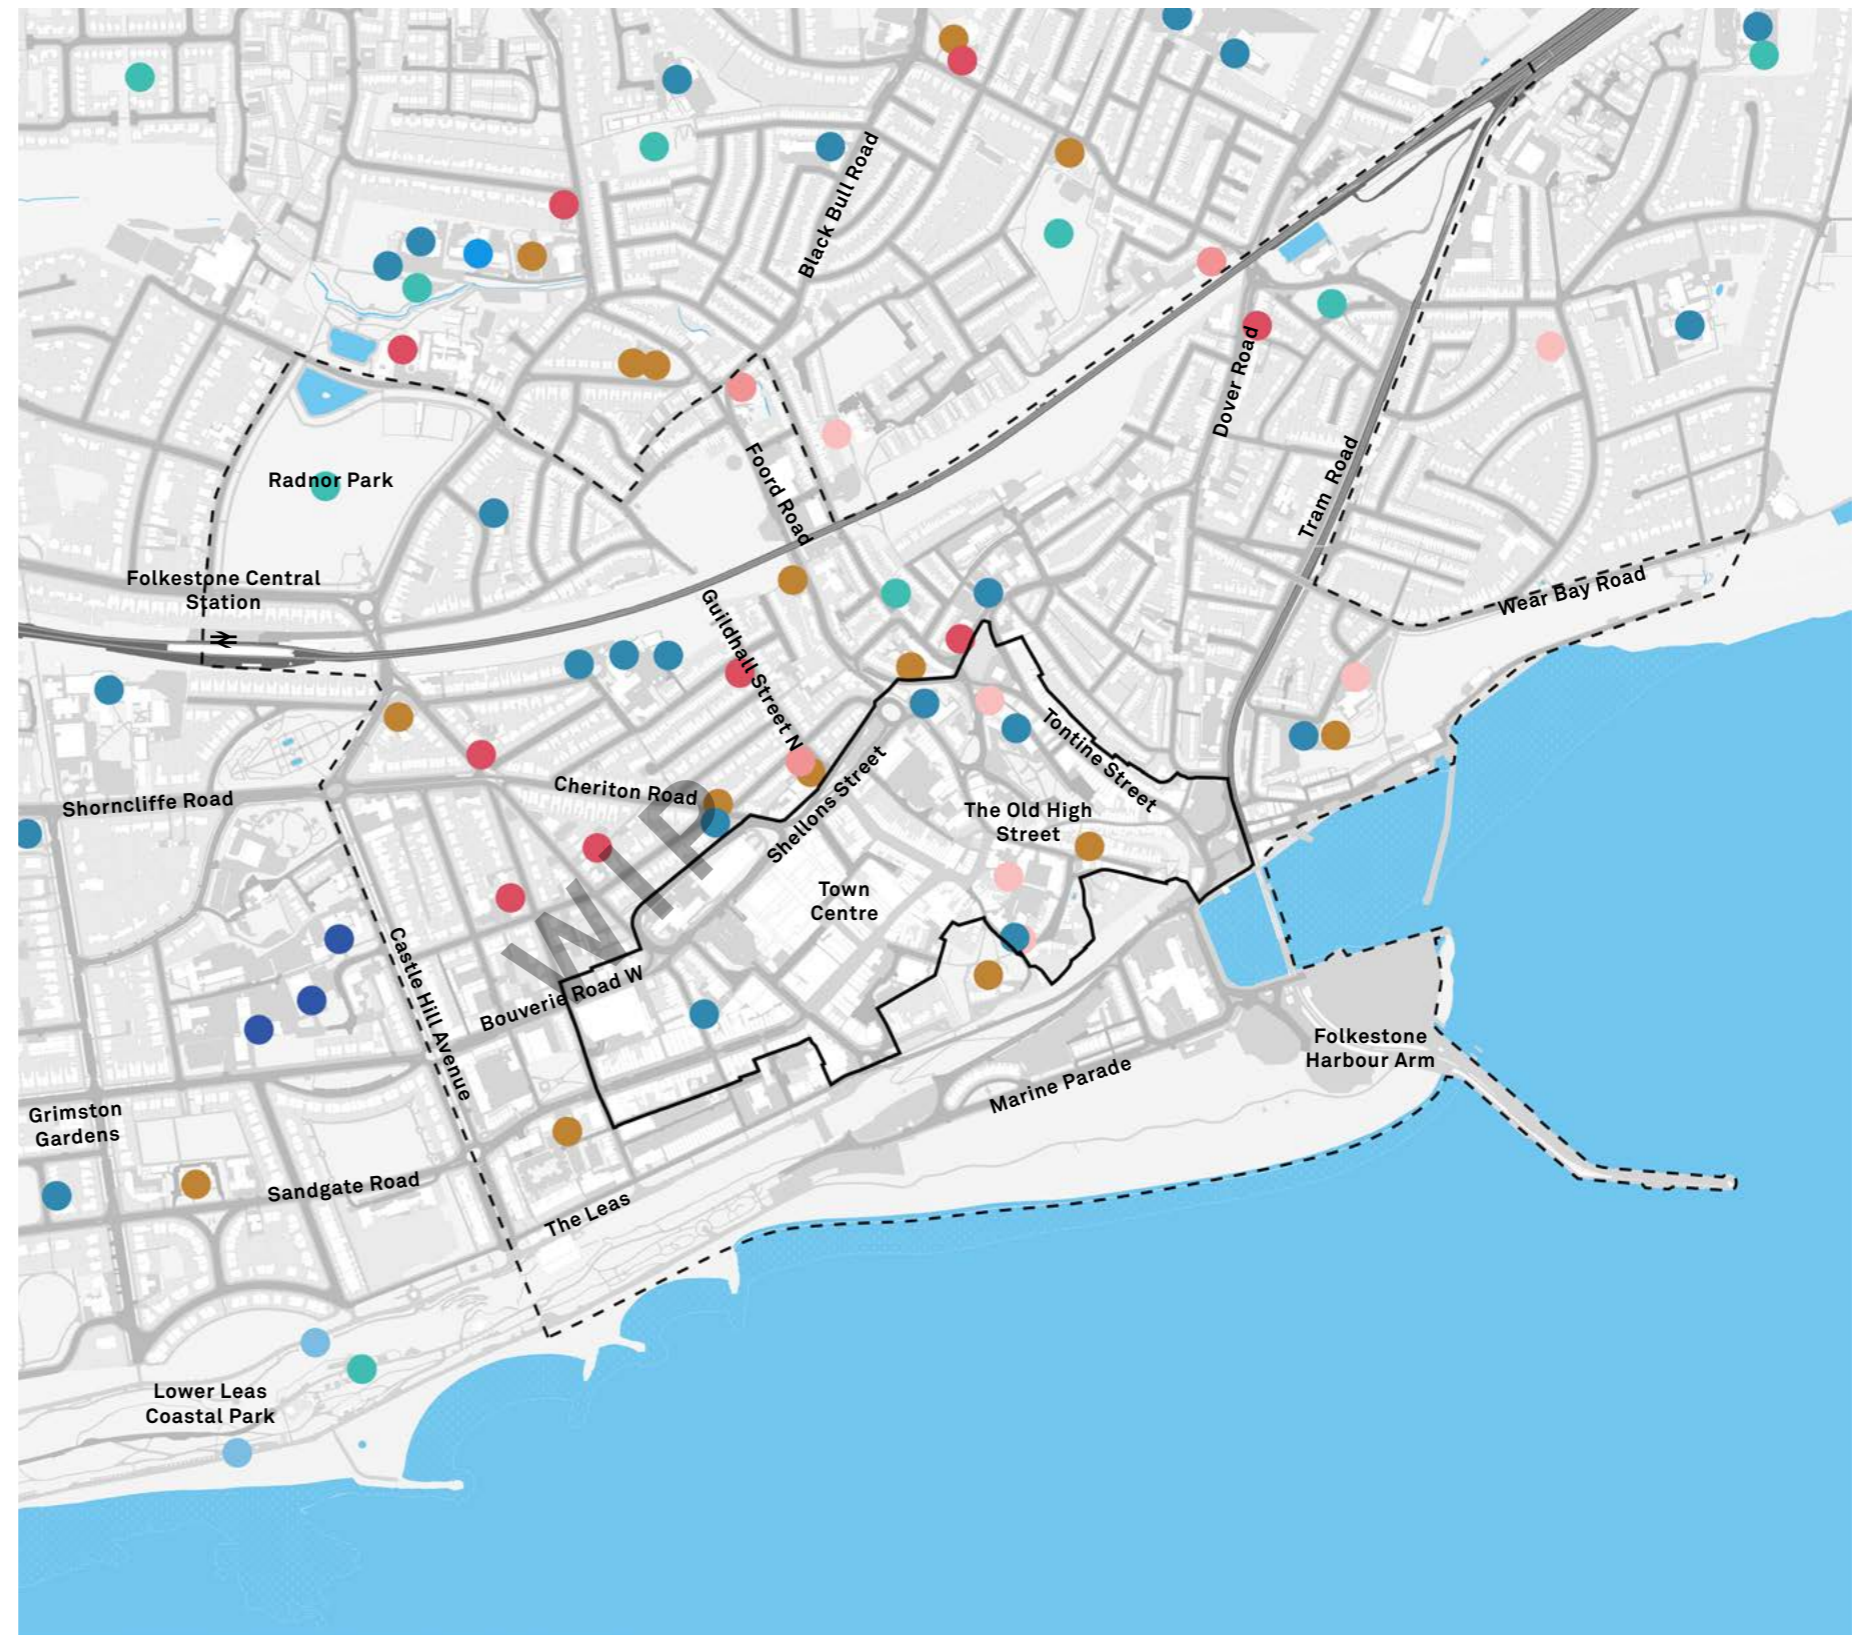 Black Bull Road
Dover Road
Radnor Park
Foord Road
Tram Road
Folkestone Central
Station
Wear Bay Road
Guildhall Street N
Tontine Street
Cheriton Road
Shorncliffe Road
Shellons Street
The Old High
Street
WIP
Town
Centre
Castle Hill Avenue
Bouverie Road W
Folkestone
Harbour Arm
Marine Parade
Grimston
Gardens
Sandgate Road
The Leas
Lower Leas
Coastal Park